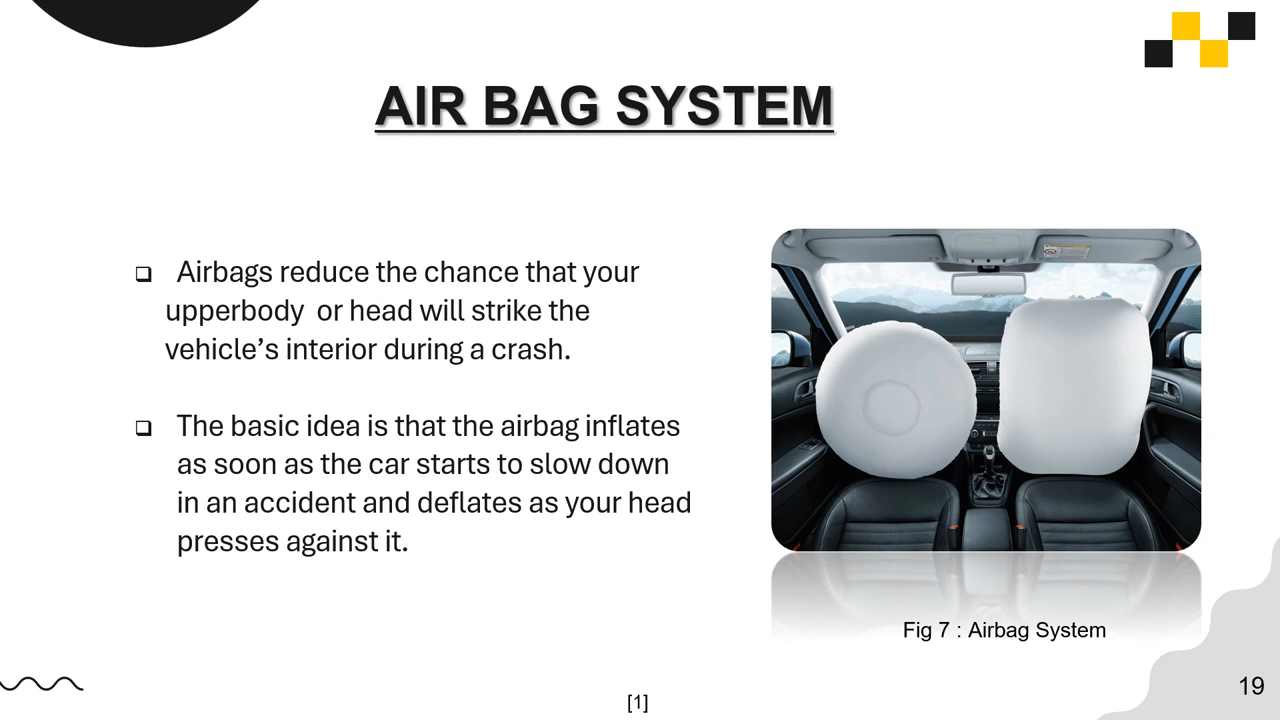 AIR BAG SYSTEM
❑ Airbags reduce the chance that your
upperbody  or head will strike the
vehicle’s interior during a crash.
❑ The basic idea is that the airbag inflates
as soon as the car starts to slow down
in an accident and deflates as your head
presses against it.
Fig 7 : Airbag System
[1]
19